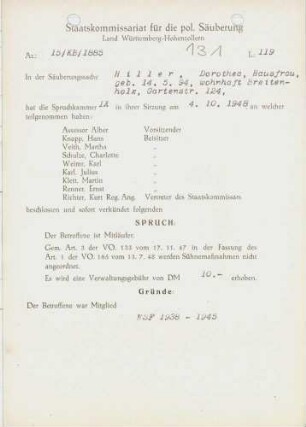 Staatskommissariat für die pol. Säuberung
Land Württemberg-Hohenzollern
Az.: 15/KB/1885 131 L 119
In der Säuberungssache: Hiller, Dorothea, Hausfrau,
geb. 14. 5. 94, wohnhaft Breiten-
holz, Gartenstr. 124,
hat die Spruchkammer IX in ihrer Sitzung am 4. 10. 1948 an welcher
teilgenommen haben:
Assessor Alber Vorsitzender
Knapp, Hans Beisitzer
Veith, Martha "
Schäfer, Charlotte "
Weimer, Karl "
Karl, Julius "
Klett, Martin "
Renner, Ernst "
Richter, Kurt Reg. Ang. Vertreter des Staatskommissars
beschlossen und sofort verkündet folgenden
SPRUCH:
Der Betroffene ist Mitläufer.
Gem. Art. 3 der VO. 133 vom 17. 11. 47 in der Fassung des
Art. 1 der VO. 165 vom 13. 7. 48 werden Sühnemaßnahmen nicht
angeordnet.
Es wird eine Verwaltungsgebühr von DM 10.- erhoben.
Gründe:
Der Betroffene war Mitglied
NSF 1938 - 1945